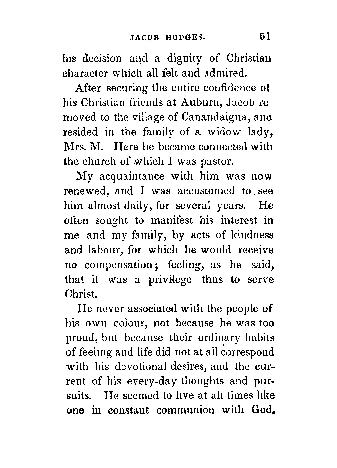 JACOB HODGES. 51
his decision and a dignity of Christian
character which all felt and admired.
After securing the entire confidence of
his Christian friends at Auburn, Jacob re
moved to the village of Canandaigua, and
resided in the family of a widow lady,
Mrs. M. Here he became connected with
the church of which I was pastor.
My acquaintance with him was now
renewed, and I was accustomed to see
him almost daily, for several years. He
often sought to manifest his interest in
me and my family, by acts of kindness
and labour, for which he would receive
no compensation; feeling, as he said,
that it was a privilege thus to serve
Christ.
He never associated with the people of
his own colour, not because he was too
proud, but because their ordinary habits
of feeling and life did not at all correspond
with his devotional desires, and the cur-
rent of his every-day thoughts and pur-
suits. He seemed to live at all times like
one in constant communion with God.